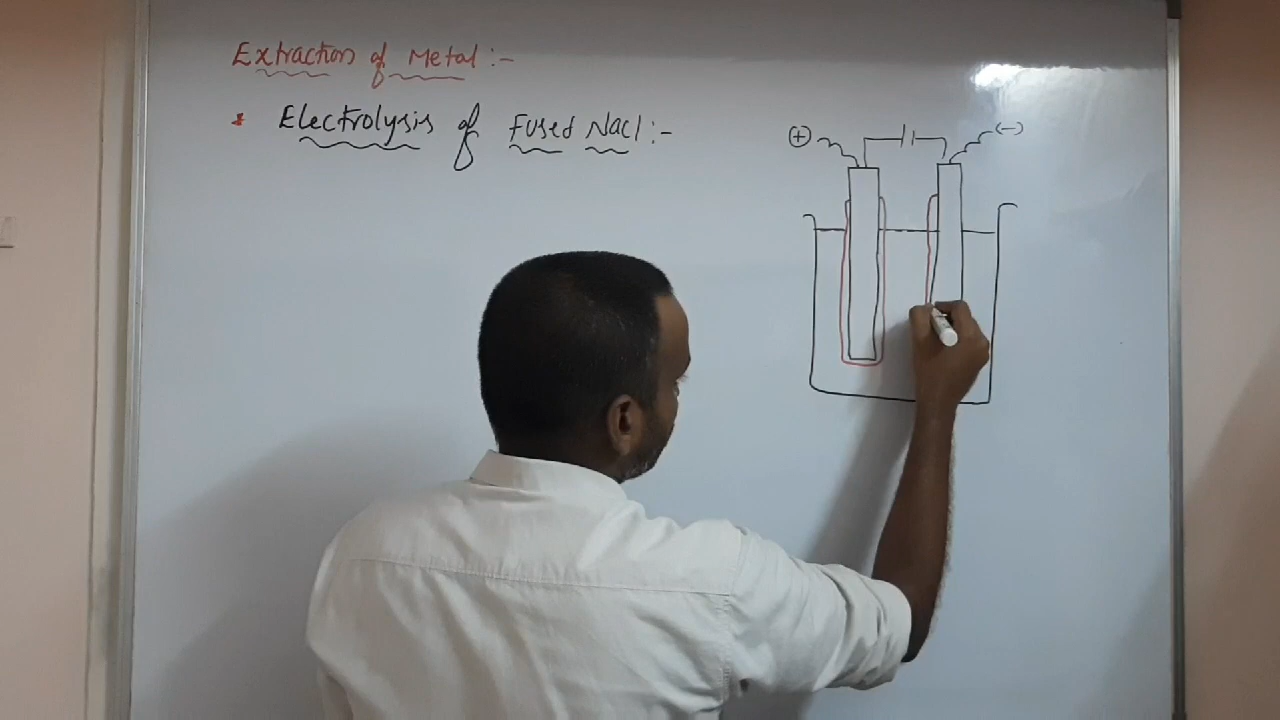 Extraction of Metal:-
* Electrolysis of Fused Nacl:-
(+) (-)